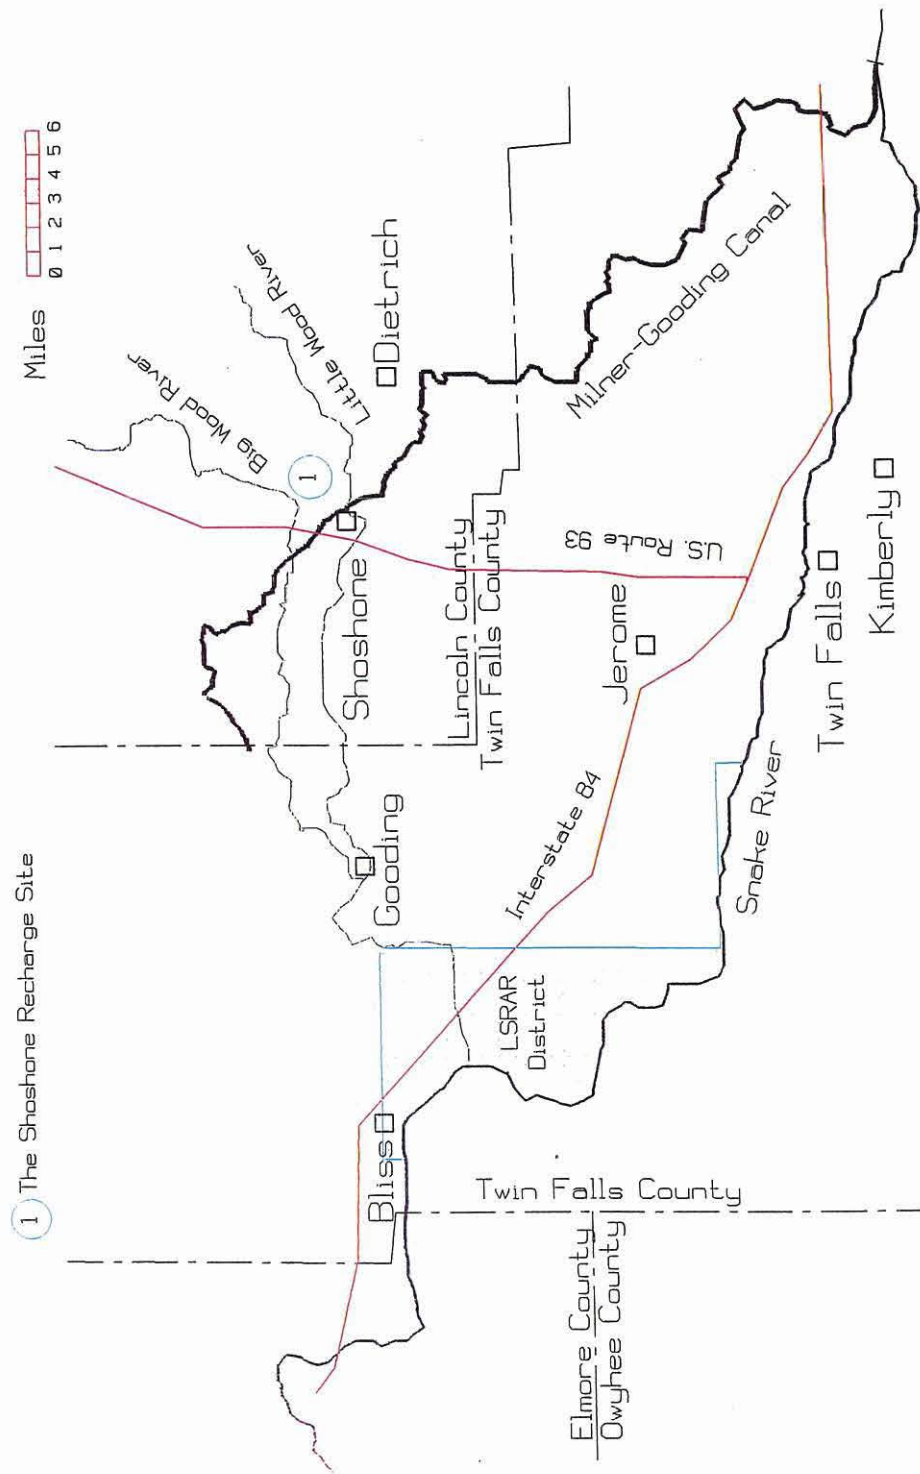 1 The Shoshone Recharge Site
Miles
0 1 2 3 4 5 6
Big Wood River
Little Wood River
1
Dietrich
Shoshone
Gooding
Lincoln County
Twin Falls County
Milner-Gooding Canal
U.S. Route 93
Jerome
Interstate 84
Bliss
LSRAR
District
Twin Falls County
Snake River
Twin Falls
Kimberly
Elmore County
Owyhee County